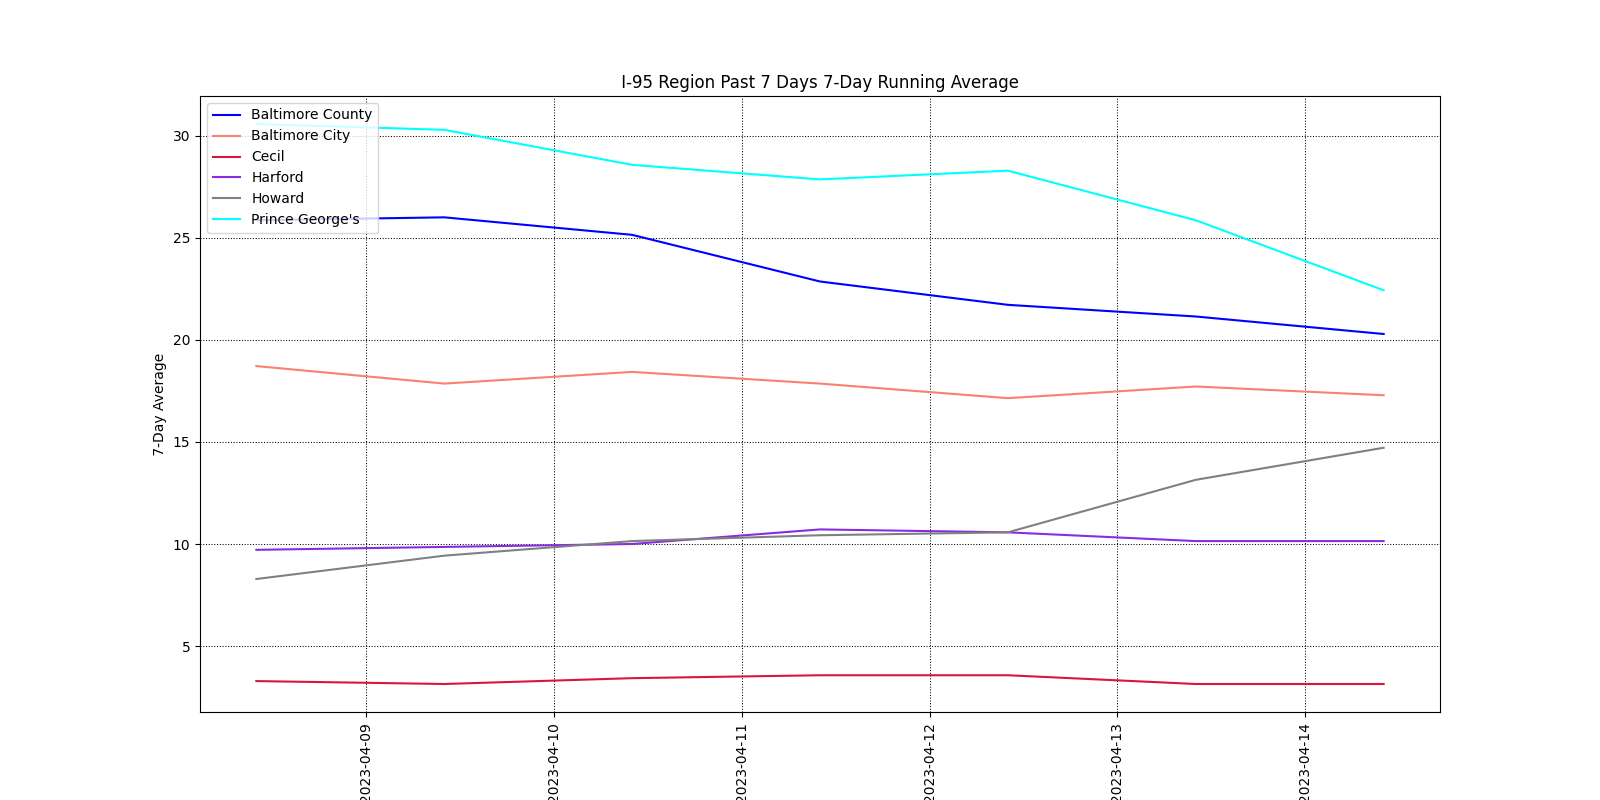 I-95 Region Past 7 Days 7-Day Running Average
Baltimore County
Baltimore City
Cecil
Harford
Howard
Prince George's
7-Day Average
30
25
20
15
10
5
2023-04-09
2023-04-10
2023-04-11
2023-04-12
2023-04-13
2023-04-14